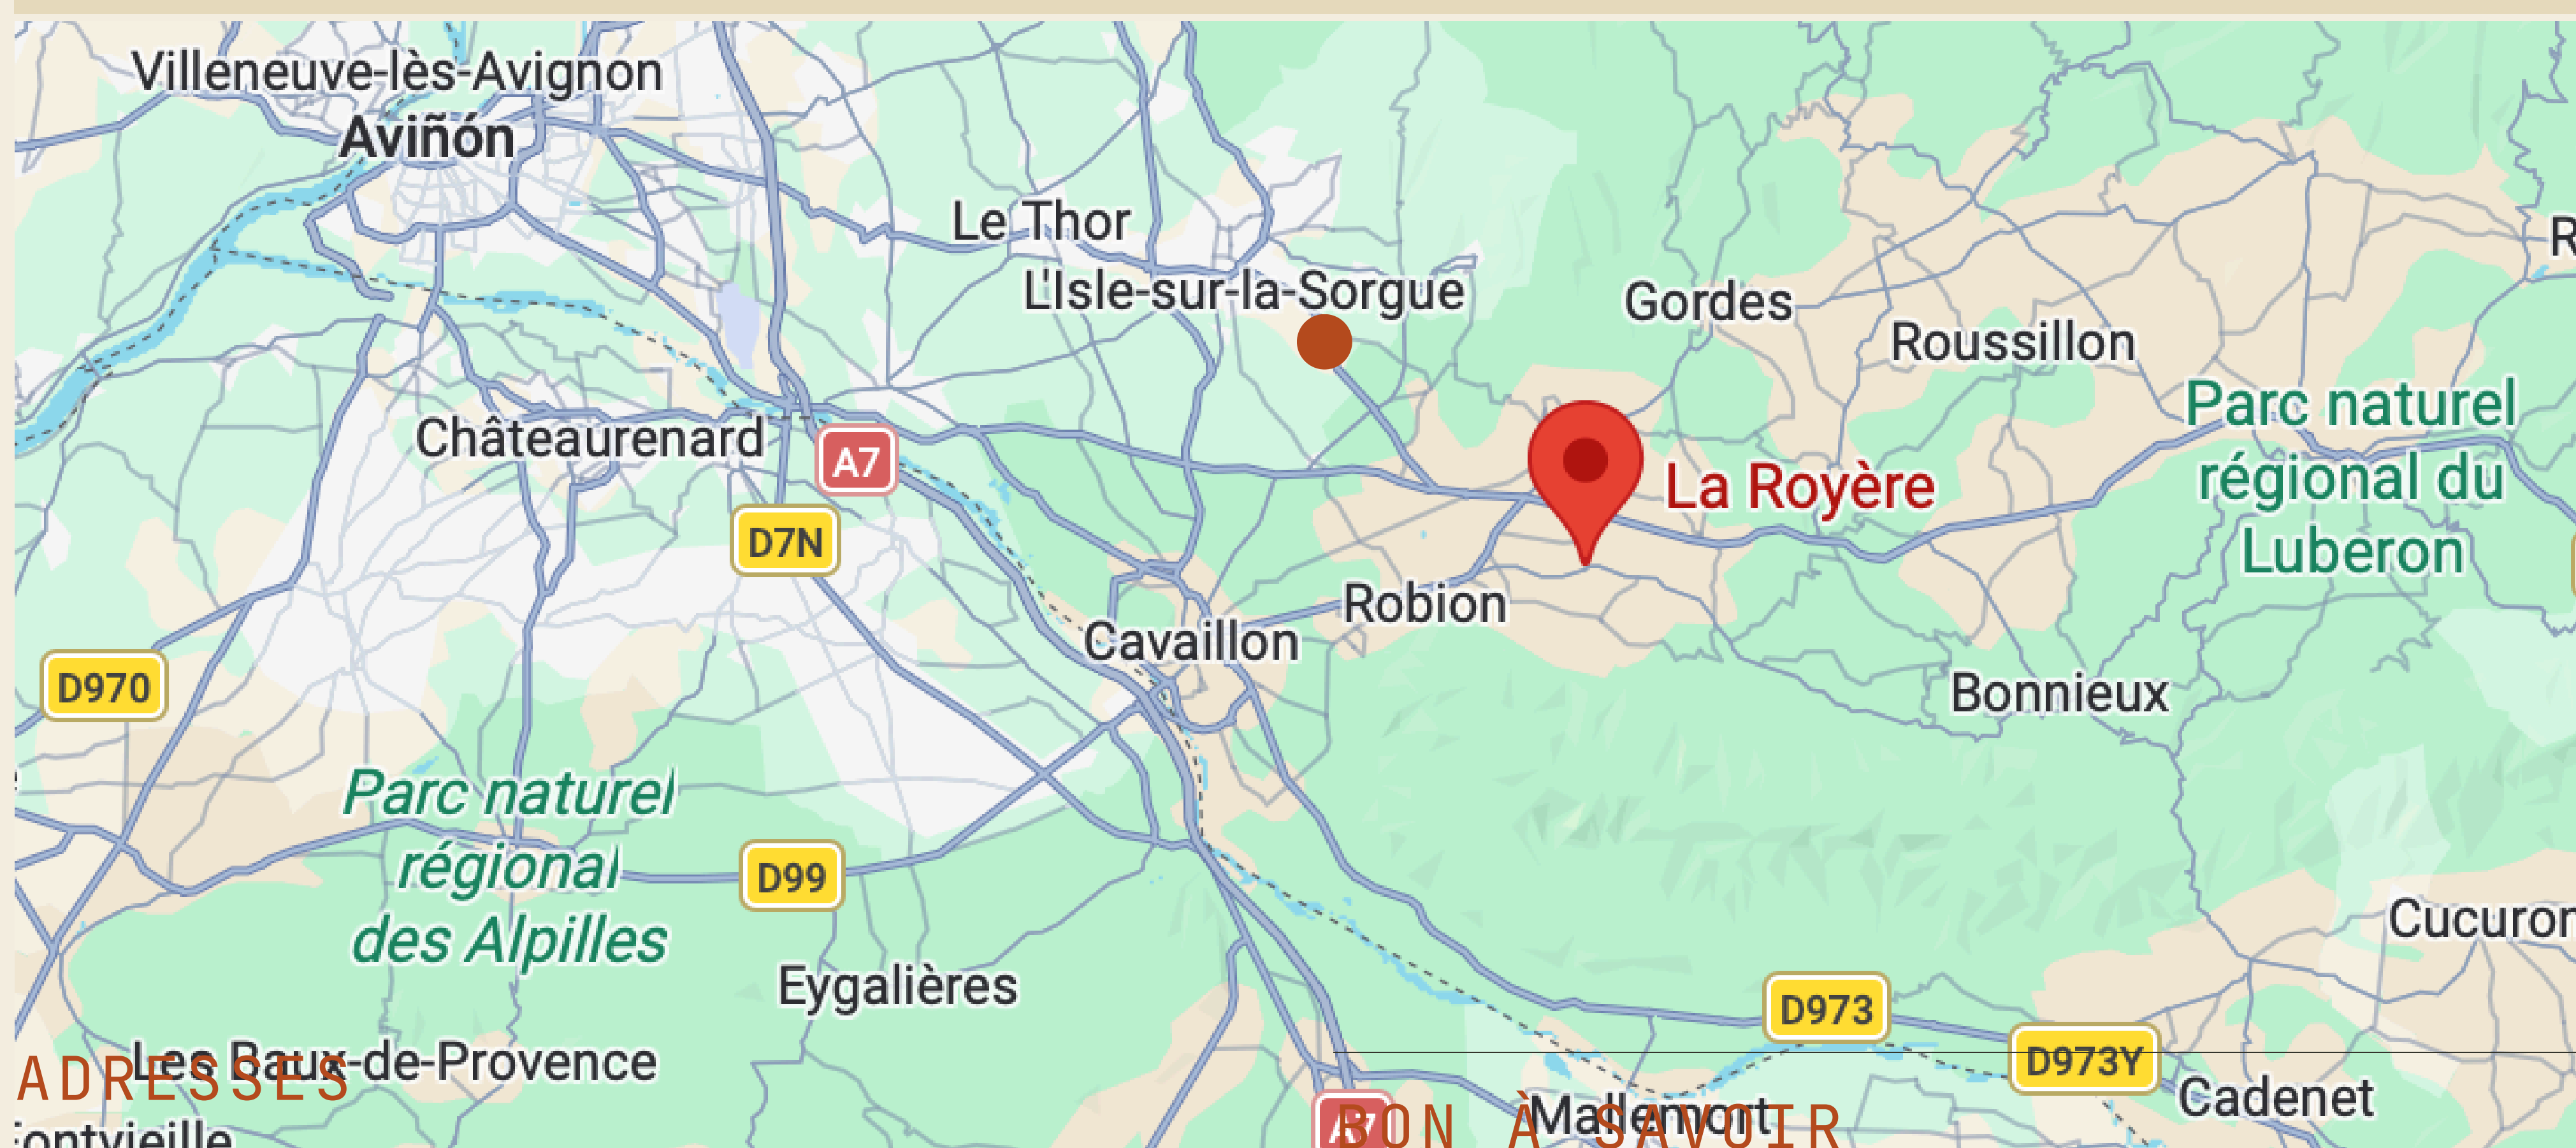 Villeneuve-lès-Avignon
Aviñón
Le Thor
L'Isle-sur-la-Sorgue
Gordes
Roussillon
Châteaurenard
A7
La Royère
Parc naturel
régional du
Luberon
D7N
Robion
Cavaillon
D970
Bonnieux
Parc naturel
régional
des Alpilles
D99
Cucuron
Eygalières
D973
Les Baux-de-Provence
ADRESSES
D973Y
Cadenet
A7
Mallemort
BON À SAVOIR